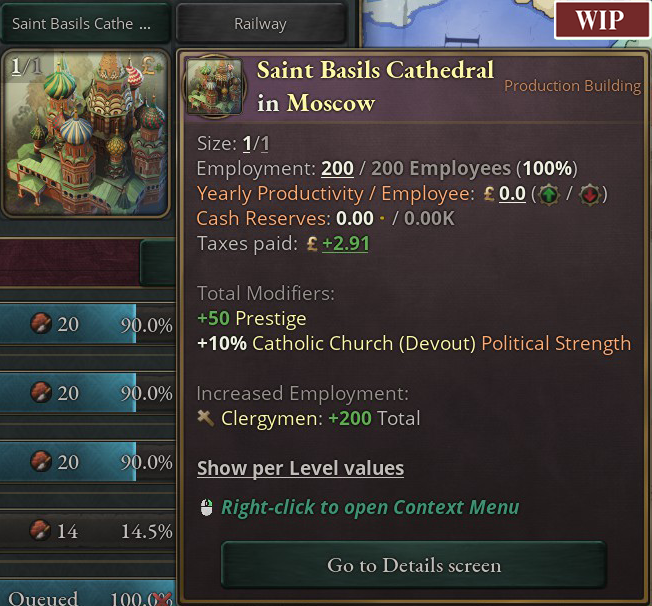 Saint Basils Cathe ...
Railway
WIP
1/1
Saint Basils Cathedral
in Moscow
Production Building
Size: 1/1
Employment: 200 / 200 Employees (100%)
Yearly Productivity / Employee: £ 0.0 ( / )
Cash Reserves: 0.00 / 0.00K
Taxes paid: £ +2.91
Total Modifiers:
+50 Prestige
+10% Catholic Church (Devout) Political Strength
Increased Employment:
Clergymen: +200 Total
Show per Level values
Right-click to open Context Menu
Go to Details screen
20 90.0%
20 90.0%
20 90.0%
14 14.5%
Queued 100.0%